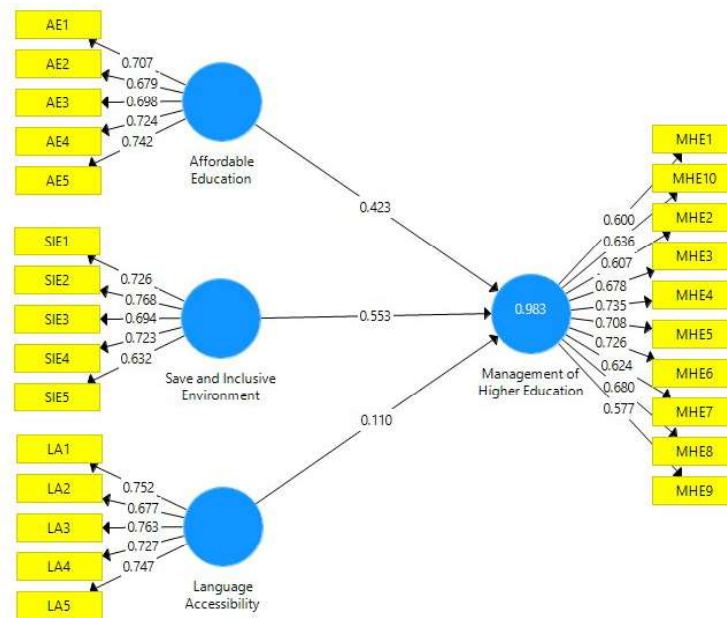 AE1
AE2
AE3
AE4
AE5
0.707
0.679
0.698
0.724
0.742
Affordable
Education
0.423
SIE1
SIE2
SIE3
SIE4
SIE5
0.726
0.768
0.694
0.723
0.632
Save and Inclusive
Environment
0.553
LA1
LA2
LA3
LA4
LA5
0.752
0.677
0.763
0.727
0.747
Language
Accessibility
0.110
0.983
Management of
Higher Education
0.600
0.636
0.607
0.678
0.735
0.708
0.726
0.624
0.680
0.577
MHE1
MHE10
MHE2
MHE3
MHE4
MHE5
MHE6
MHE7
MHE8
MHE9